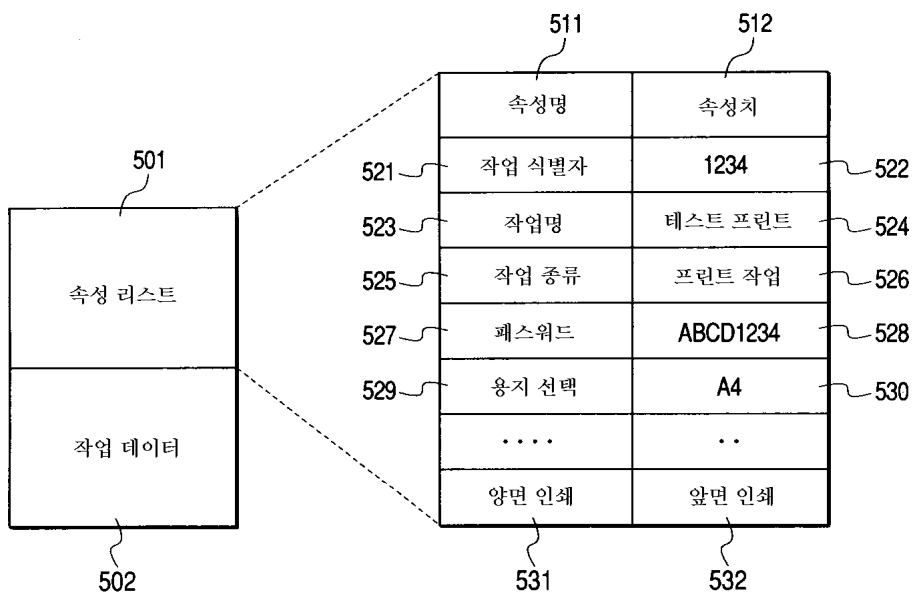 511
512
속성명
속성치
501
521
작업 식별자
1234
522
523
작업명
테스트 프린트
524
속성 리스트
525
작업 종류
프린트 작업
526
527
패스워드
ABCD1234
528
529
용지 선택
A4
530
작업 데이터
....
..
양면 인쇄
앞면 인쇄
502
531
532